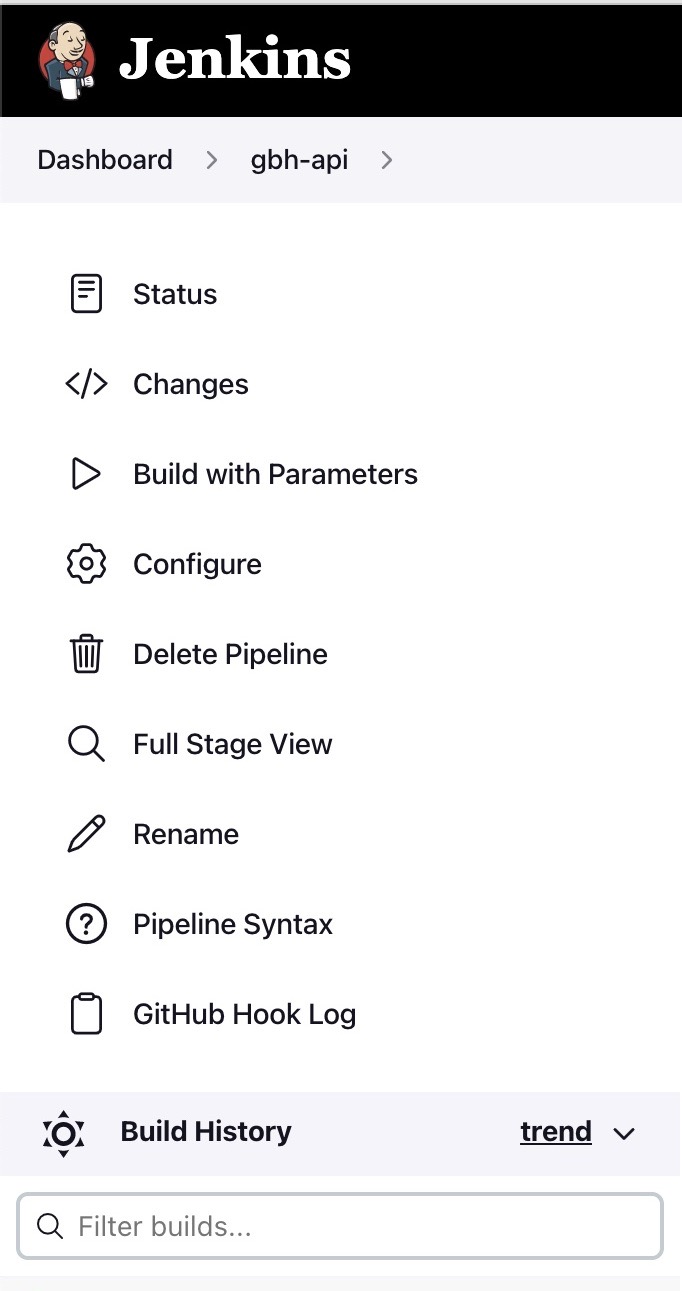 Jenkins
Dashboard > gbh-api >
Status
Changes
Build with Parameters
Configure
Delete Pipeline
Full Stage View
Rename
Pipeline Syntax
GitHub Hook Log
Build History trend
Filter builds...